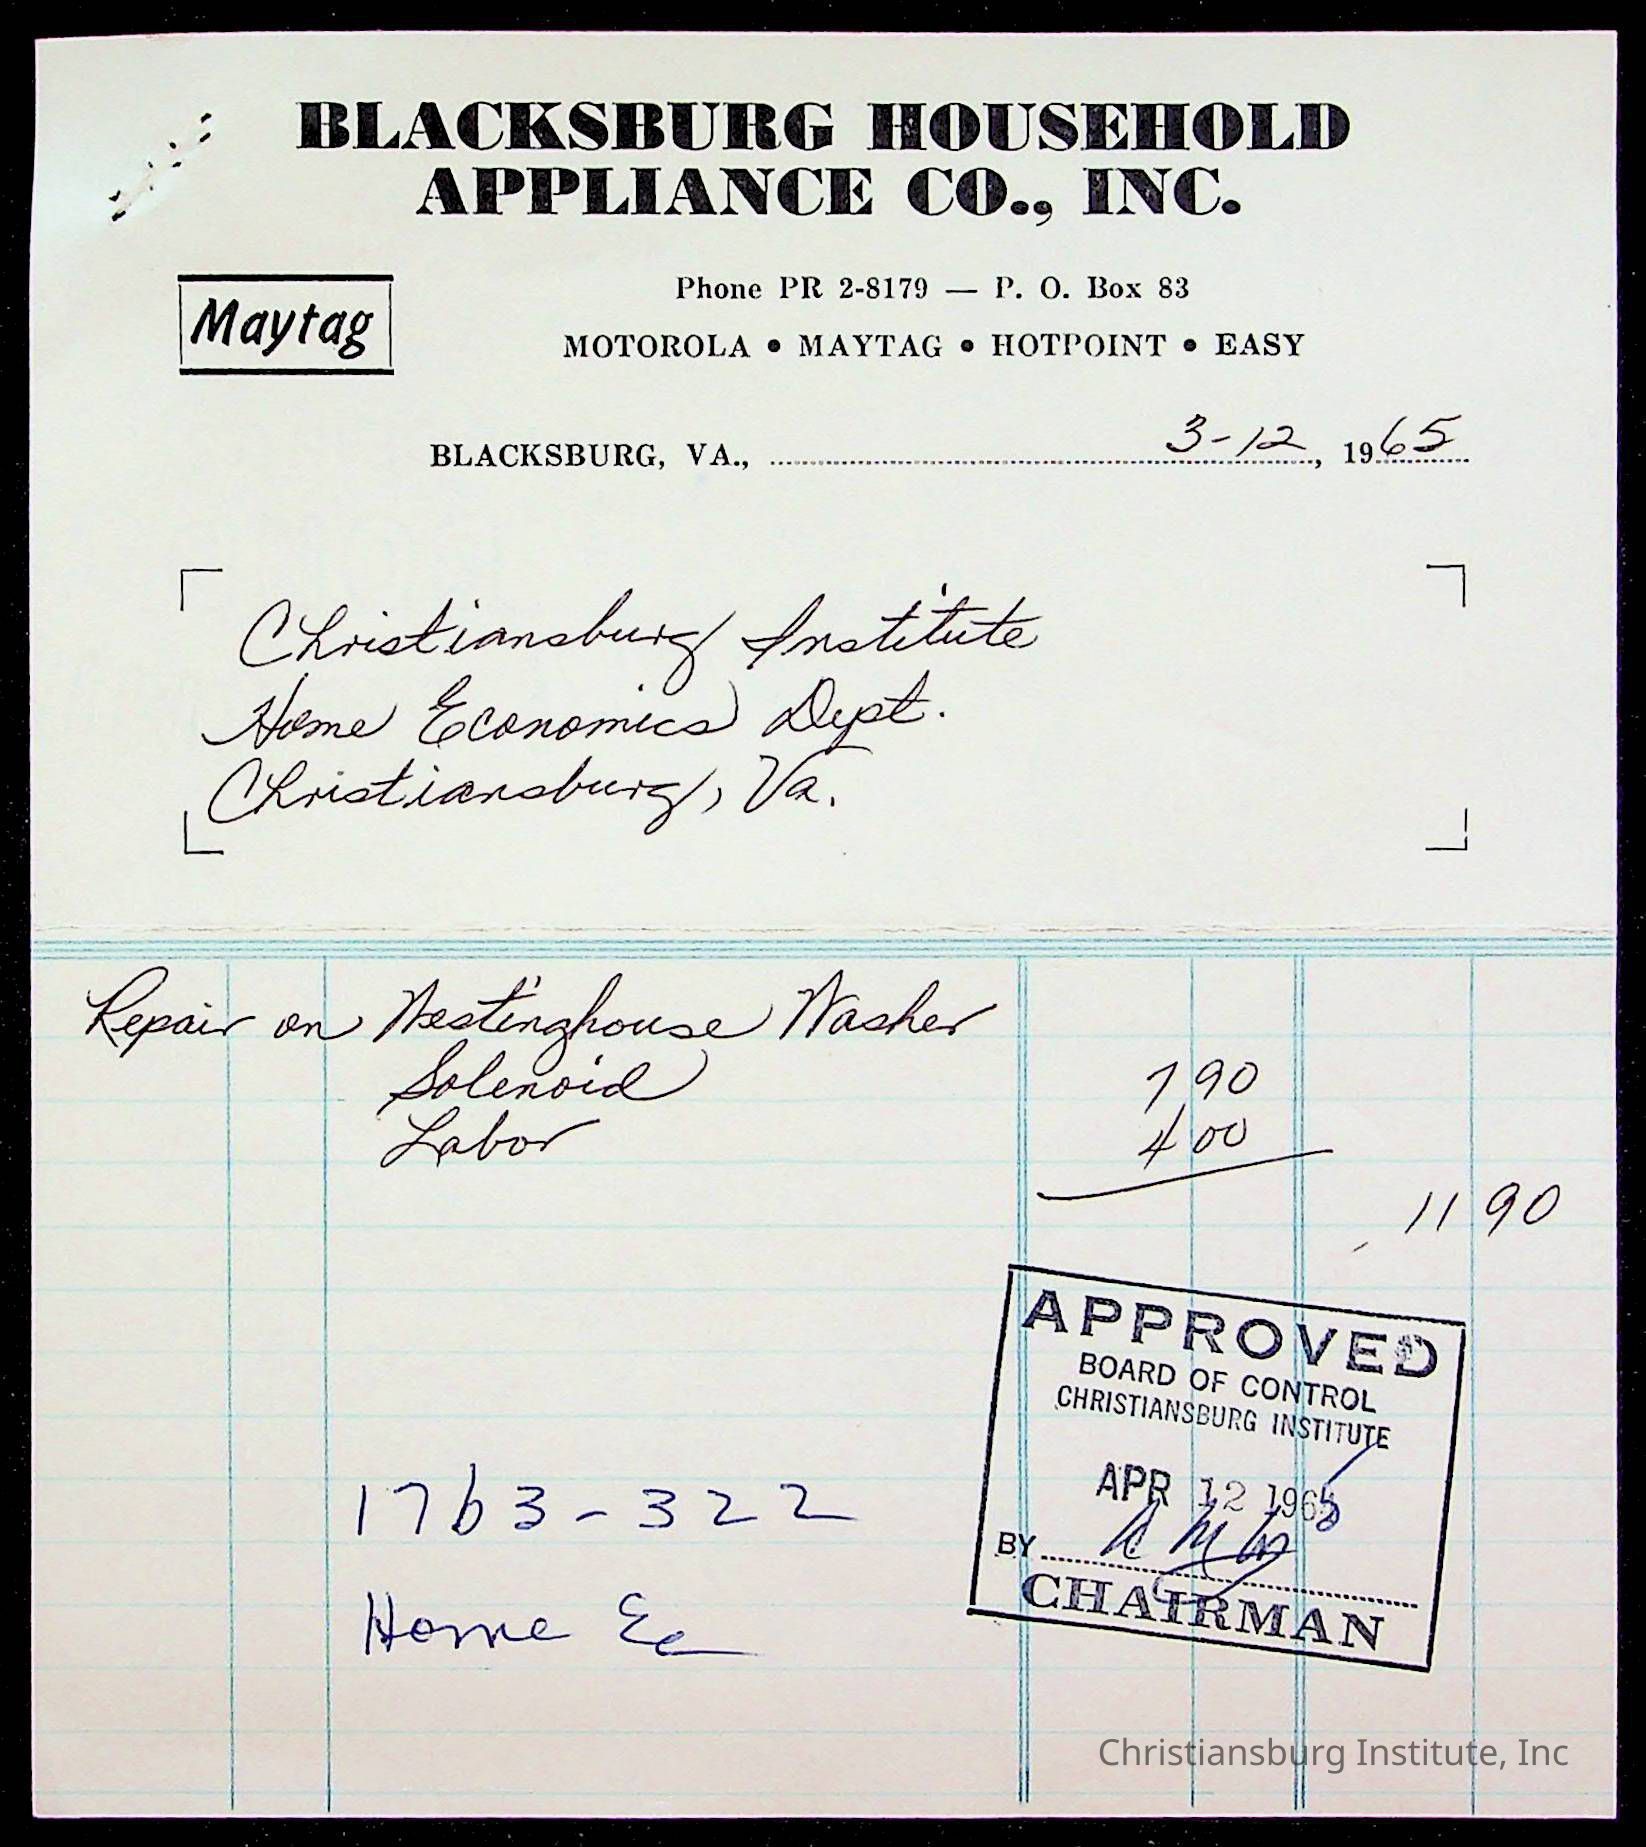 BLACKSBURG HOUSEHOLD
APPLIANCE CO., INC.
Maytag
Phone PR 2-8179 — P. O. Box 83
MOTOROLA • MAYTAG • HOTPOINT • EASY
BLACKSBURG, VA., 3-12, 1965
Christiansburg Institute
Home Economics Dept.
Christiansburg, Va.
Repair on Westinghouse Washer
Solenoid 7 90
Labor 4 00
11 90
APPROVED
BOARD OF CONTROL
CHRISTIANSBURG INSTITUTE
APR 12 1965
BY
CHAIRMAN
1763-322
Home Ec
Christiansburg Institute, Inc